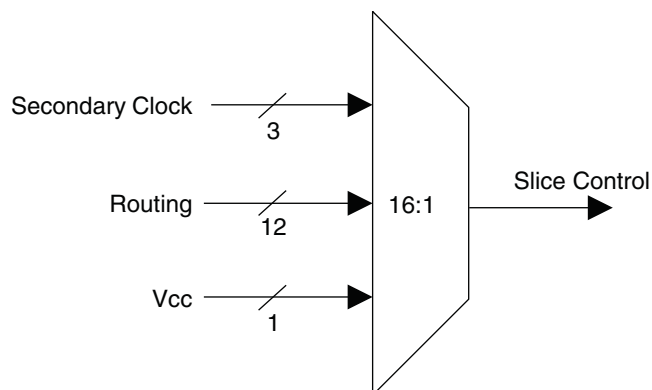 Secondary Clock
3
Routing
12
Vcc
1
16:1
Slice Control